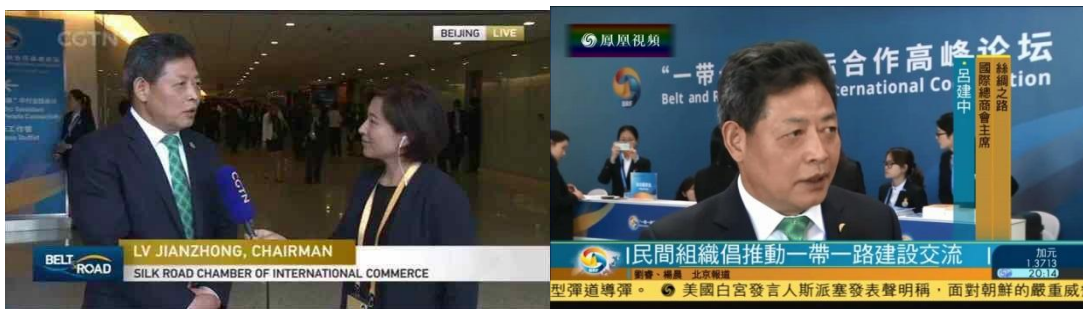 CGTN
BEIJING LIVE
CGTN
BELT ROAD
LV JIANZHONG, CHAIRMAN
SILK ROAD CHAMBER OF INTERNATIONAL COMMERCE
鳳凰視頻
“一带
际合作高峰论坛
Belt and R
International Co
tion
絲綢之路
國際總商會主席
·呂建中
民間組織倡推動一帶一路建設交流
劉睿、楊晨 北京報道
加元
1.3713
20:14
型彈道導彈。 美國白宮發言人斯派塞發表聲明稱，面對朝鮮的嚴重威